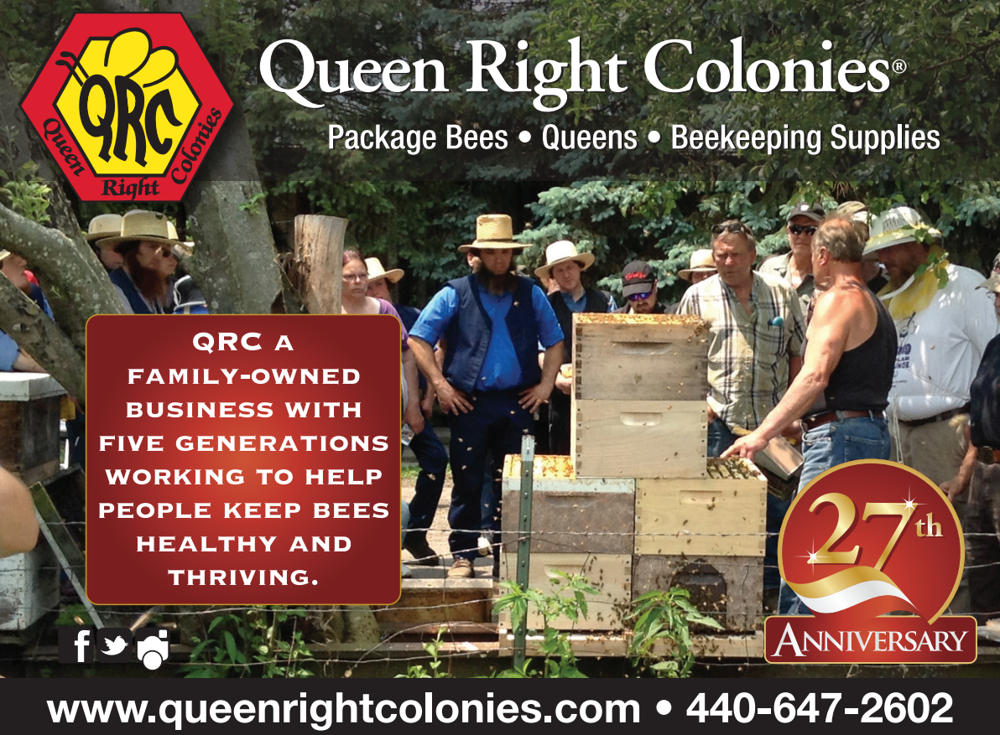 QRC
Queen Right Colonies
Queen Right Colonies®
Package Bees • Queens • Beekeeping Supplies
QRC A
FAMILY-OWNED
BUSINESS WITH
FIVE GENERATIONS
WORKING TO HELP
PEOPLE KEEP BEES
HEALTHY AND
THRIVING.
27th
ANNIVERSARY
f
www.queenrightcolonies.com • 440-647-2602